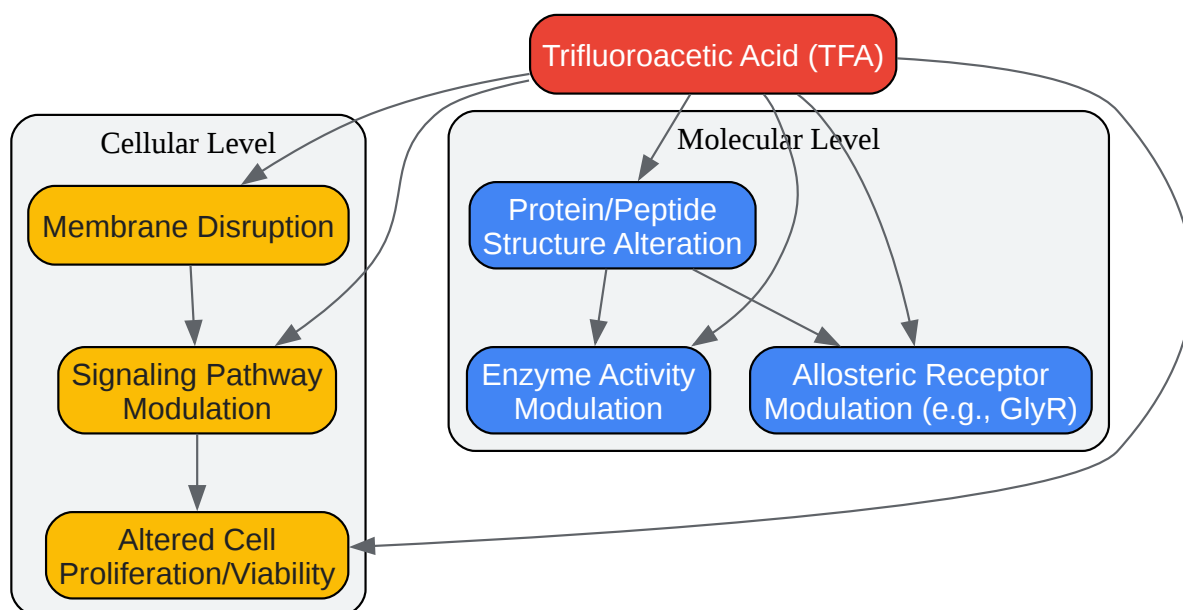 Trifluoroacetic Acid (TFA)
Cellular Level
Membrane Disruption
Signaling Pathway
Modulation
Altered Cell
Proliferation/Viability
Molecular Level
Protein/Peptide
Structure Alteration
Enzyme Activity
Modulation
Allosteric Receptor
Modulation (e.g., GlyR)